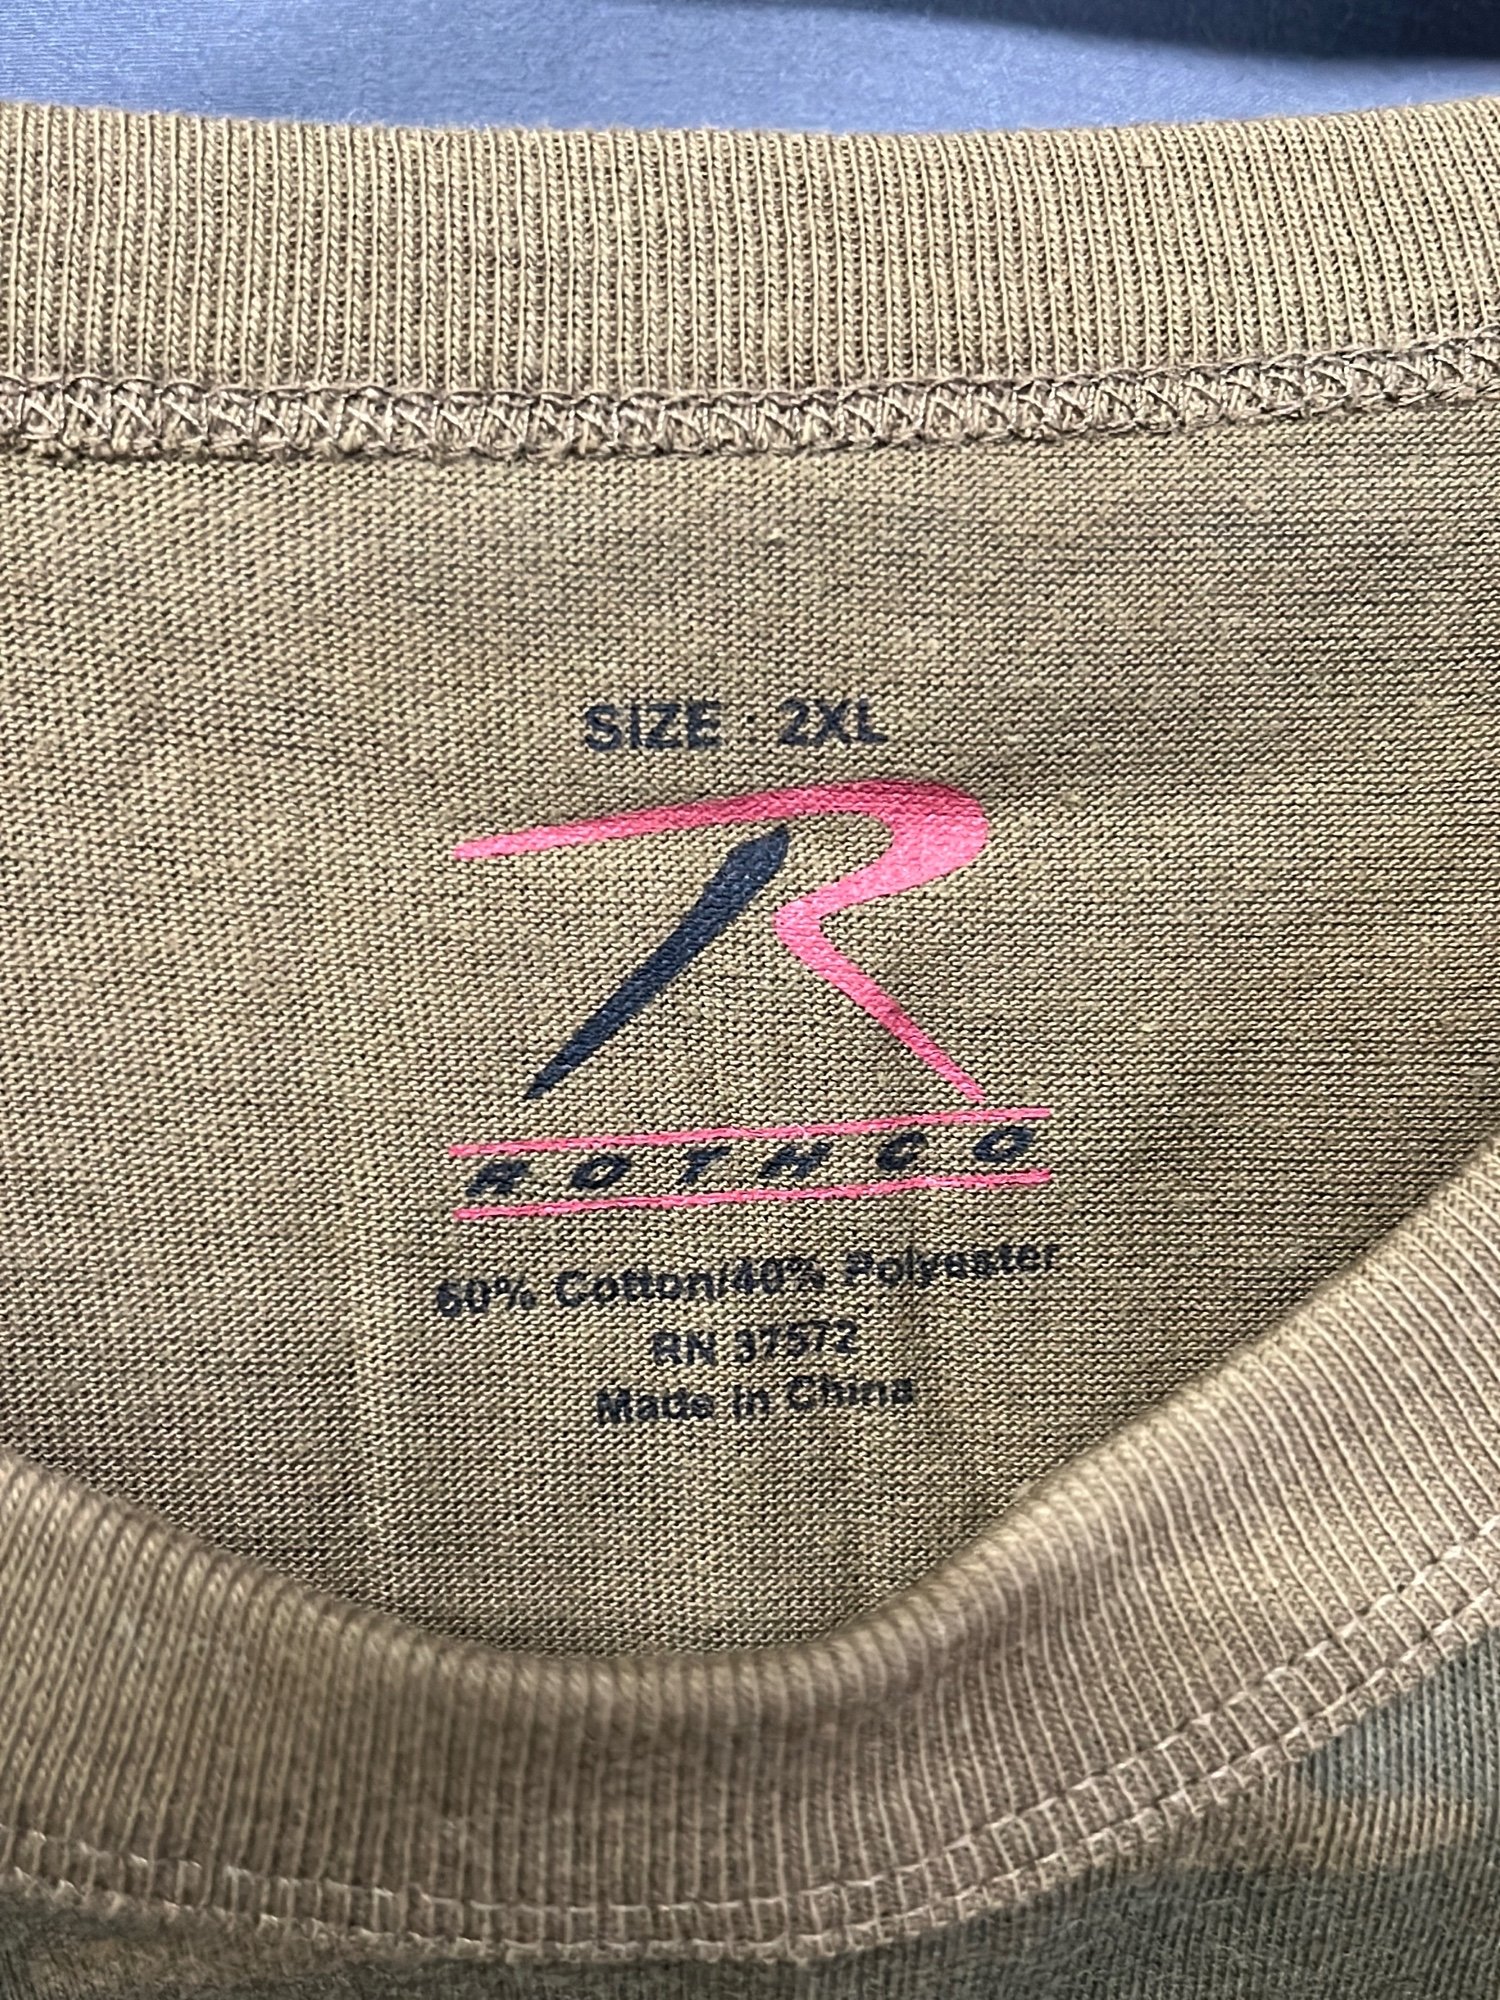 SIZE : 2XL
R
ROTHCO
60% Cotton/40% Polyester
RN 37572
Made in China